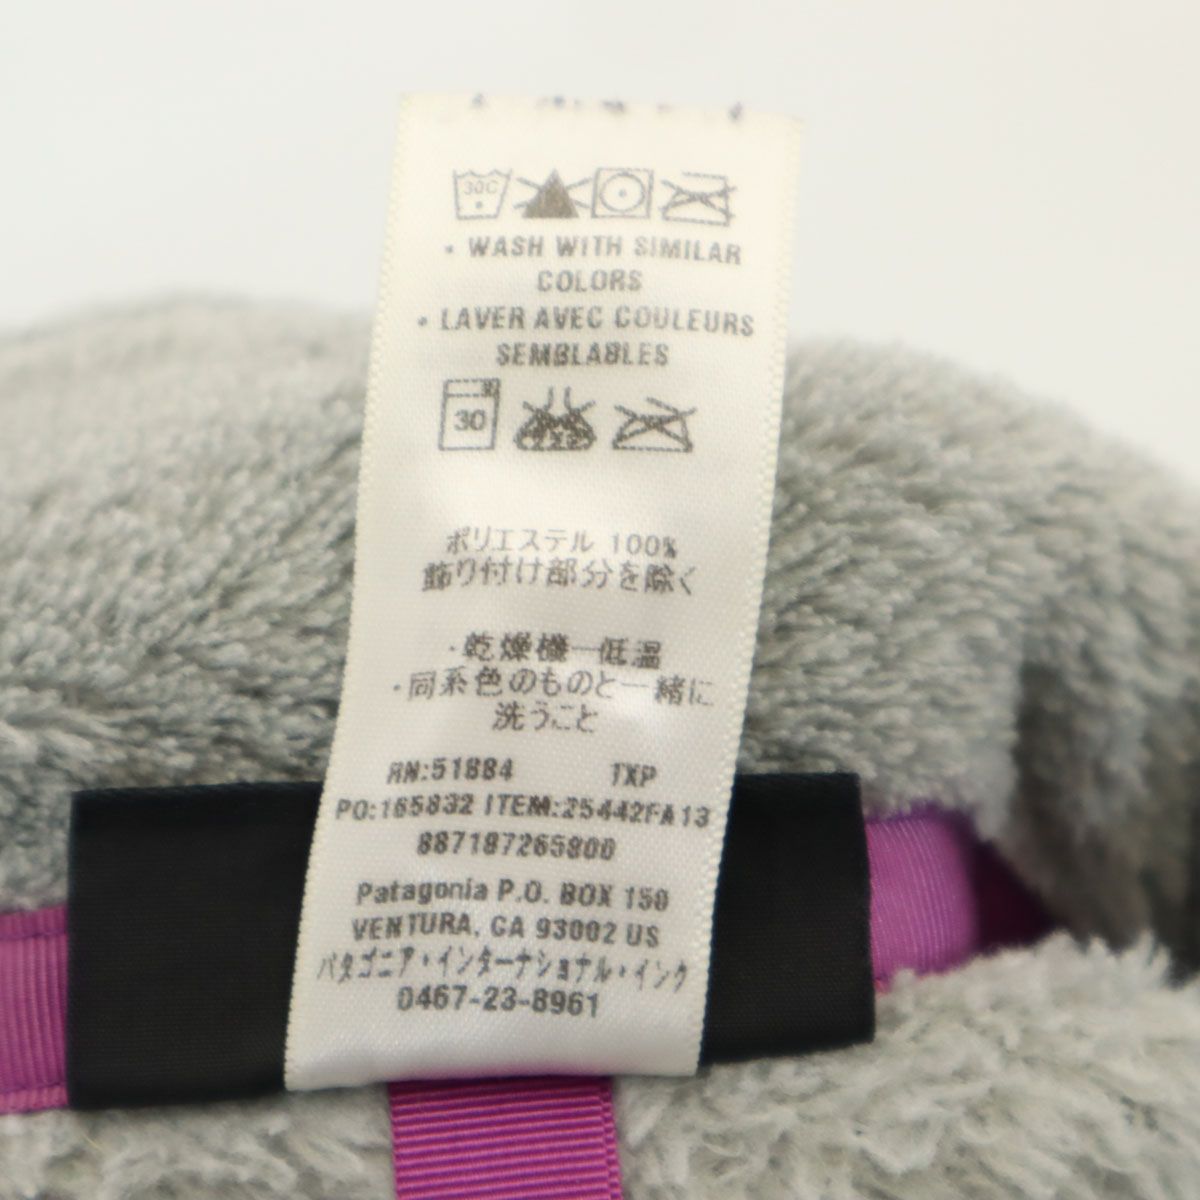 30C
• WASH WITH SIMILAR
COLORS
• LAVER AVEC COULEURS
SEMBLABLES
30
ポリエステル 100%
飾り付け部分を除く
・乾燥機一低温
・同系色のものと一緒に
洗うこと
RN:51884 TXP
PO:165832 ITEM:25442FA13
887187265800
Patagonia P.O. BOX 150
VENTURA, CA 93002 US
パタゴニア・インターナショナル・インク
0467-23-8961